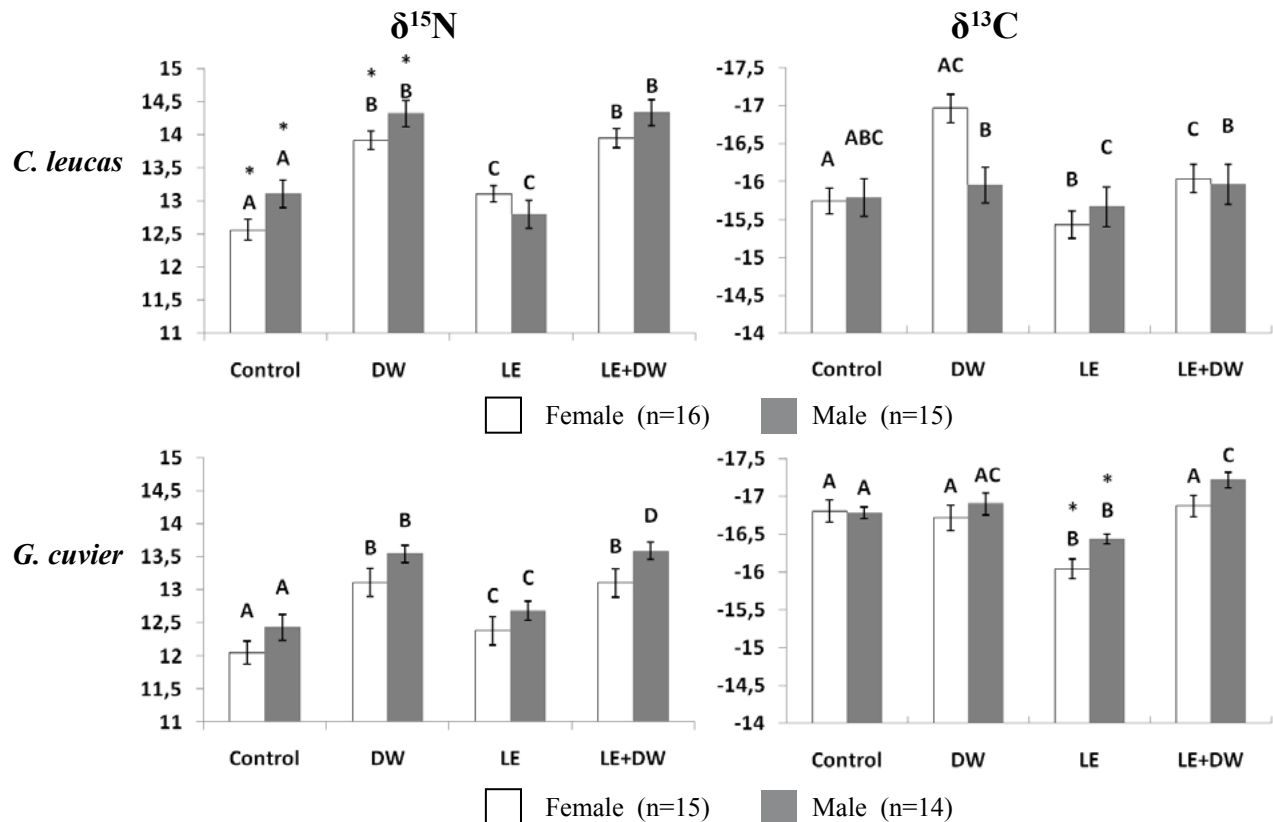 δ¹⁵N
δ¹³C
C. leucas
15
14,5
14
13,5
13
12,5
12
11,5
11
* A
* A
* B
* B
C
C
B
B
Control DW LE LE+DW
-17,5
-17
-16,5
-16
-15,5
-15
-14,5
-14
A
ABC
AC
B
B
C
C
B
Control DW LE LE+DW
Female (n=16) Male (n=15)
G. cuvier
15
14,5
14
13,5
13
12,5
12
11,5
11
A
A
B
B
C
C
B
D
Control DW LE LE+DW
-17,5
-17
-16,5
-16
-15,5
-15
-14,5
-14
A
A
A
AC
* B
* B
A
C
Control DW LE LE+DW
Female (n=15) Male (n=14)